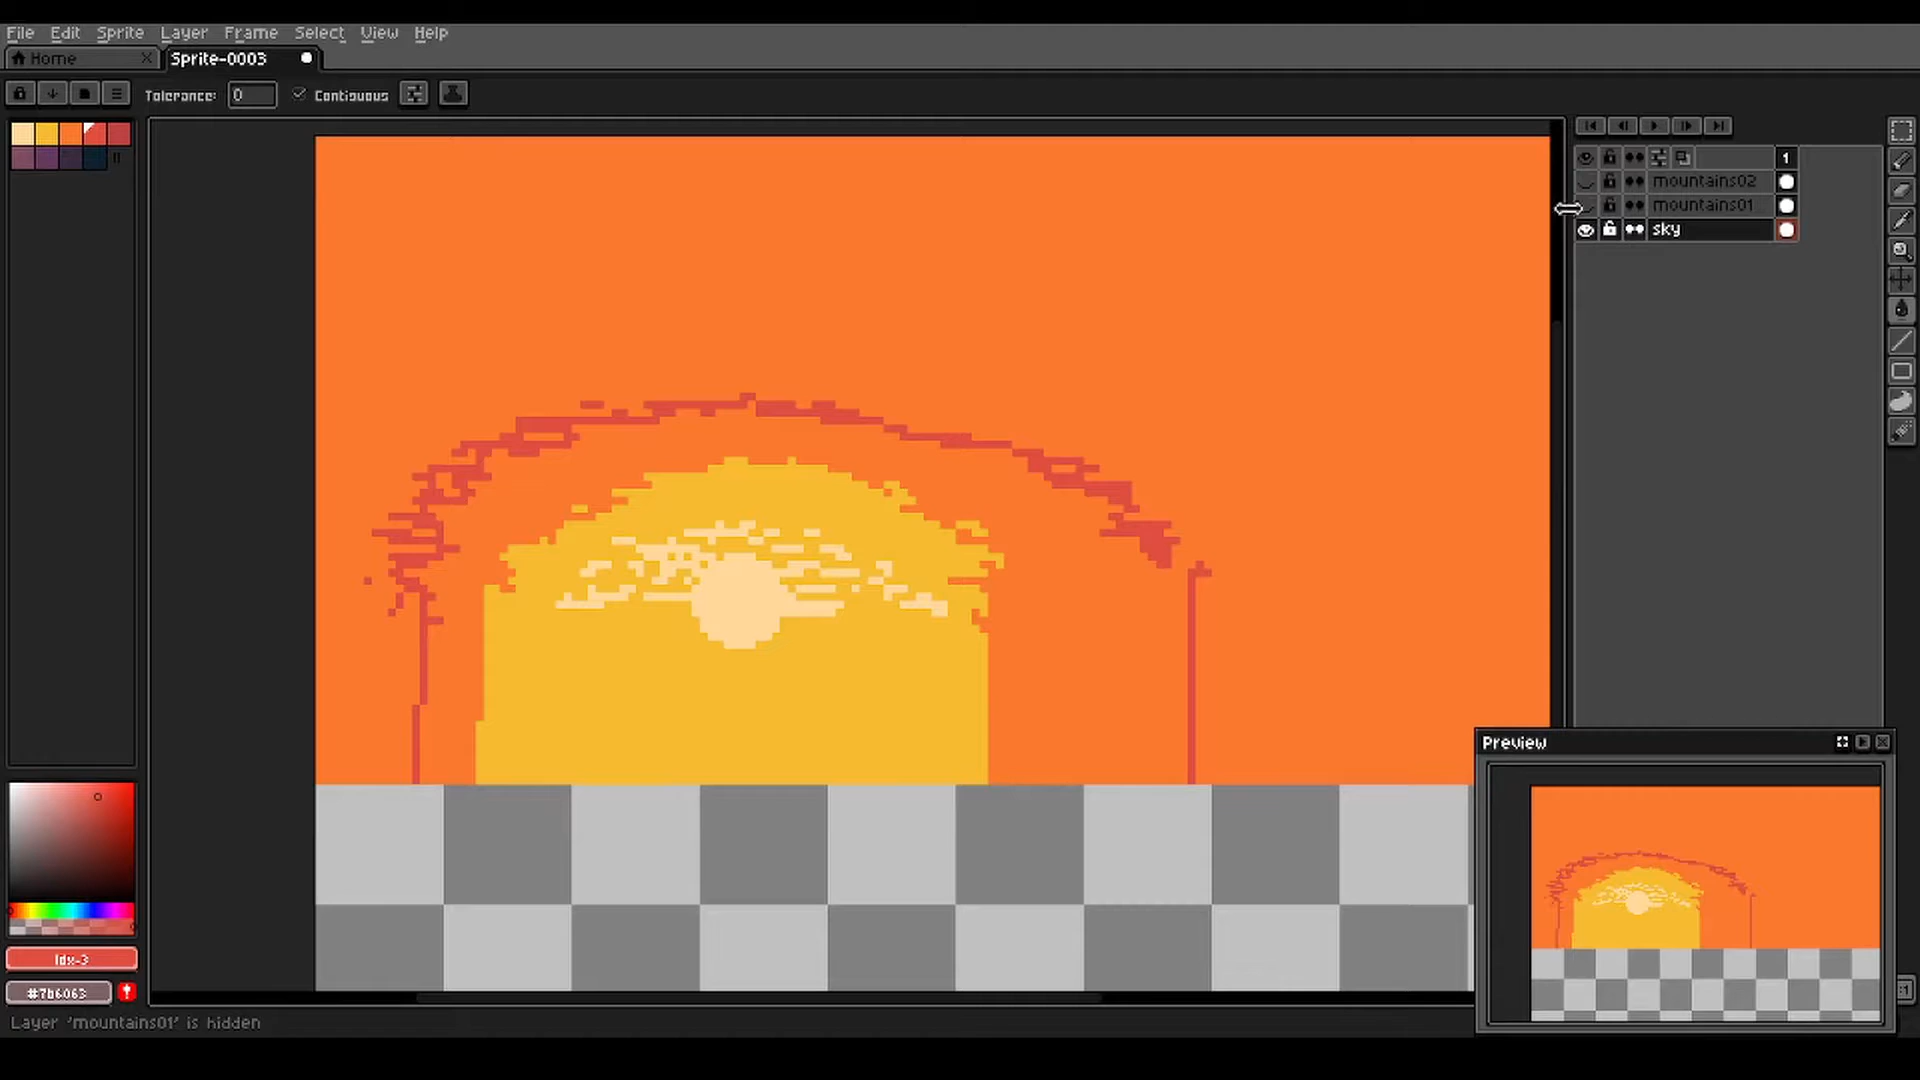 File Edit Sprite Layer Frame Select View Help
Home Sprite-0003
Tolerance: 0 Contiguous
1
mountains02
mountains01
sky
Preview
Idx-3
#7b6063
Layer 'mountains01' is hidden